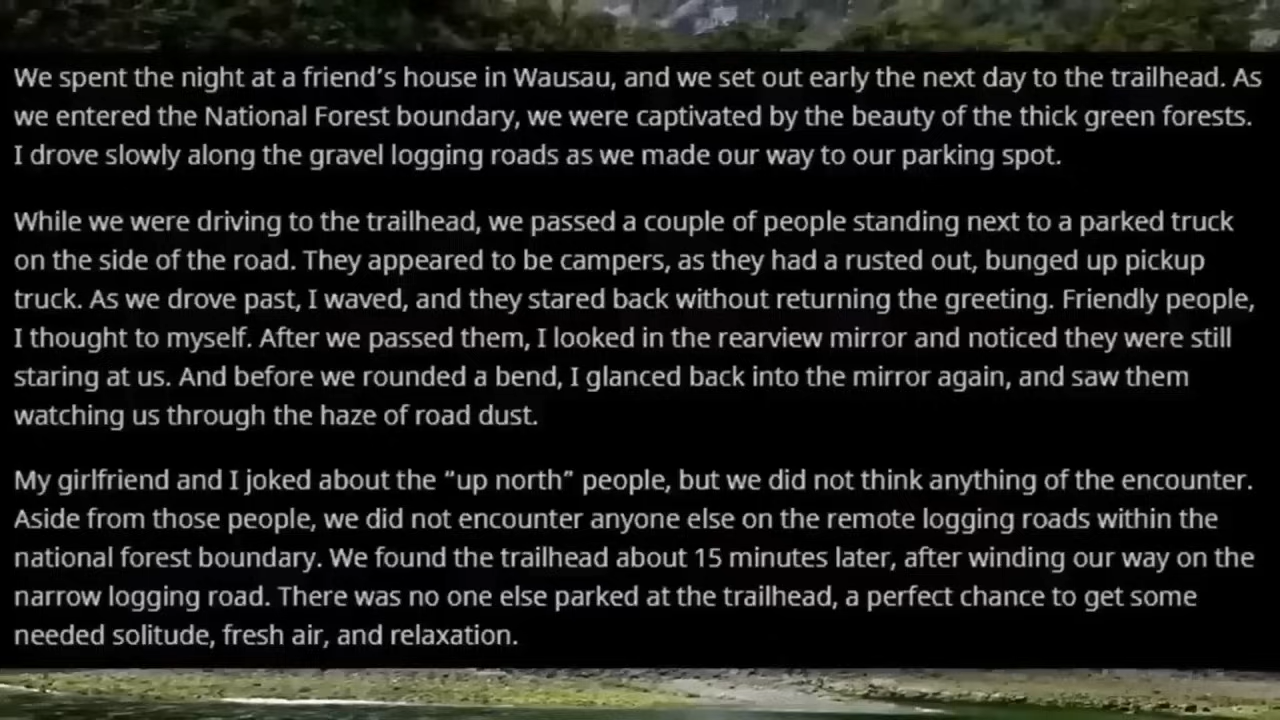 We spent the night at a friend’s house in Wausau, and we set out early the next day to the trailhead. As
we entered the National Forest boundary, we were captivated by the beauty of the thick green forests.
I drove slowly along the gravel logging roads as we made our way to our parking spot.
While we were driving to the trailhead, we passed a couple of people standing next to a parked truck
on the side of the road. They appeared to be campers, as they had a rusted out, bunged up pickup
truck. As we drove past, I waved, and they stared back without returning the greeting. Friendly people,
I thought to myself. After we passed them, I looked in the rearview mirror and noticed they were still
staring at us. And before we rounded a bend, I glanced back into the mirror again, and saw them
watching us through the haze of road dust.
My girlfriend and I joked about the “up north” people, but we did not think anything of the encounter.
Aside from those people, we did not encounter anyone else on the remote logging roads within the
national forest boundary. We found the trailhead about 15 minutes later, after winding our way on the
narrow logging road. There was no one else parked at the trailhead, a perfect chance to get some
needed solitude, fresh air, and relaxation.